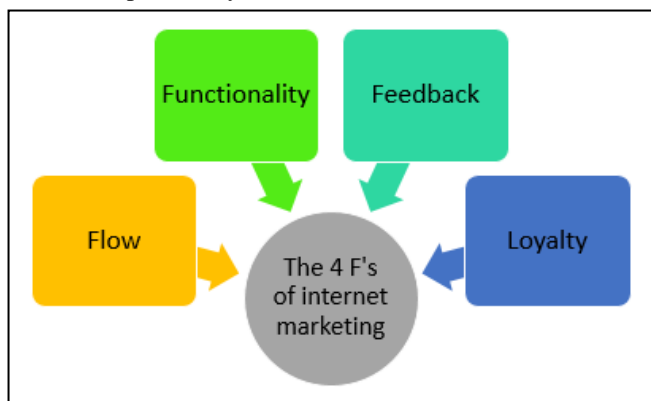 Functionality
Feedback
Flow
Loyalty
The 4 F's
of internet
marketing